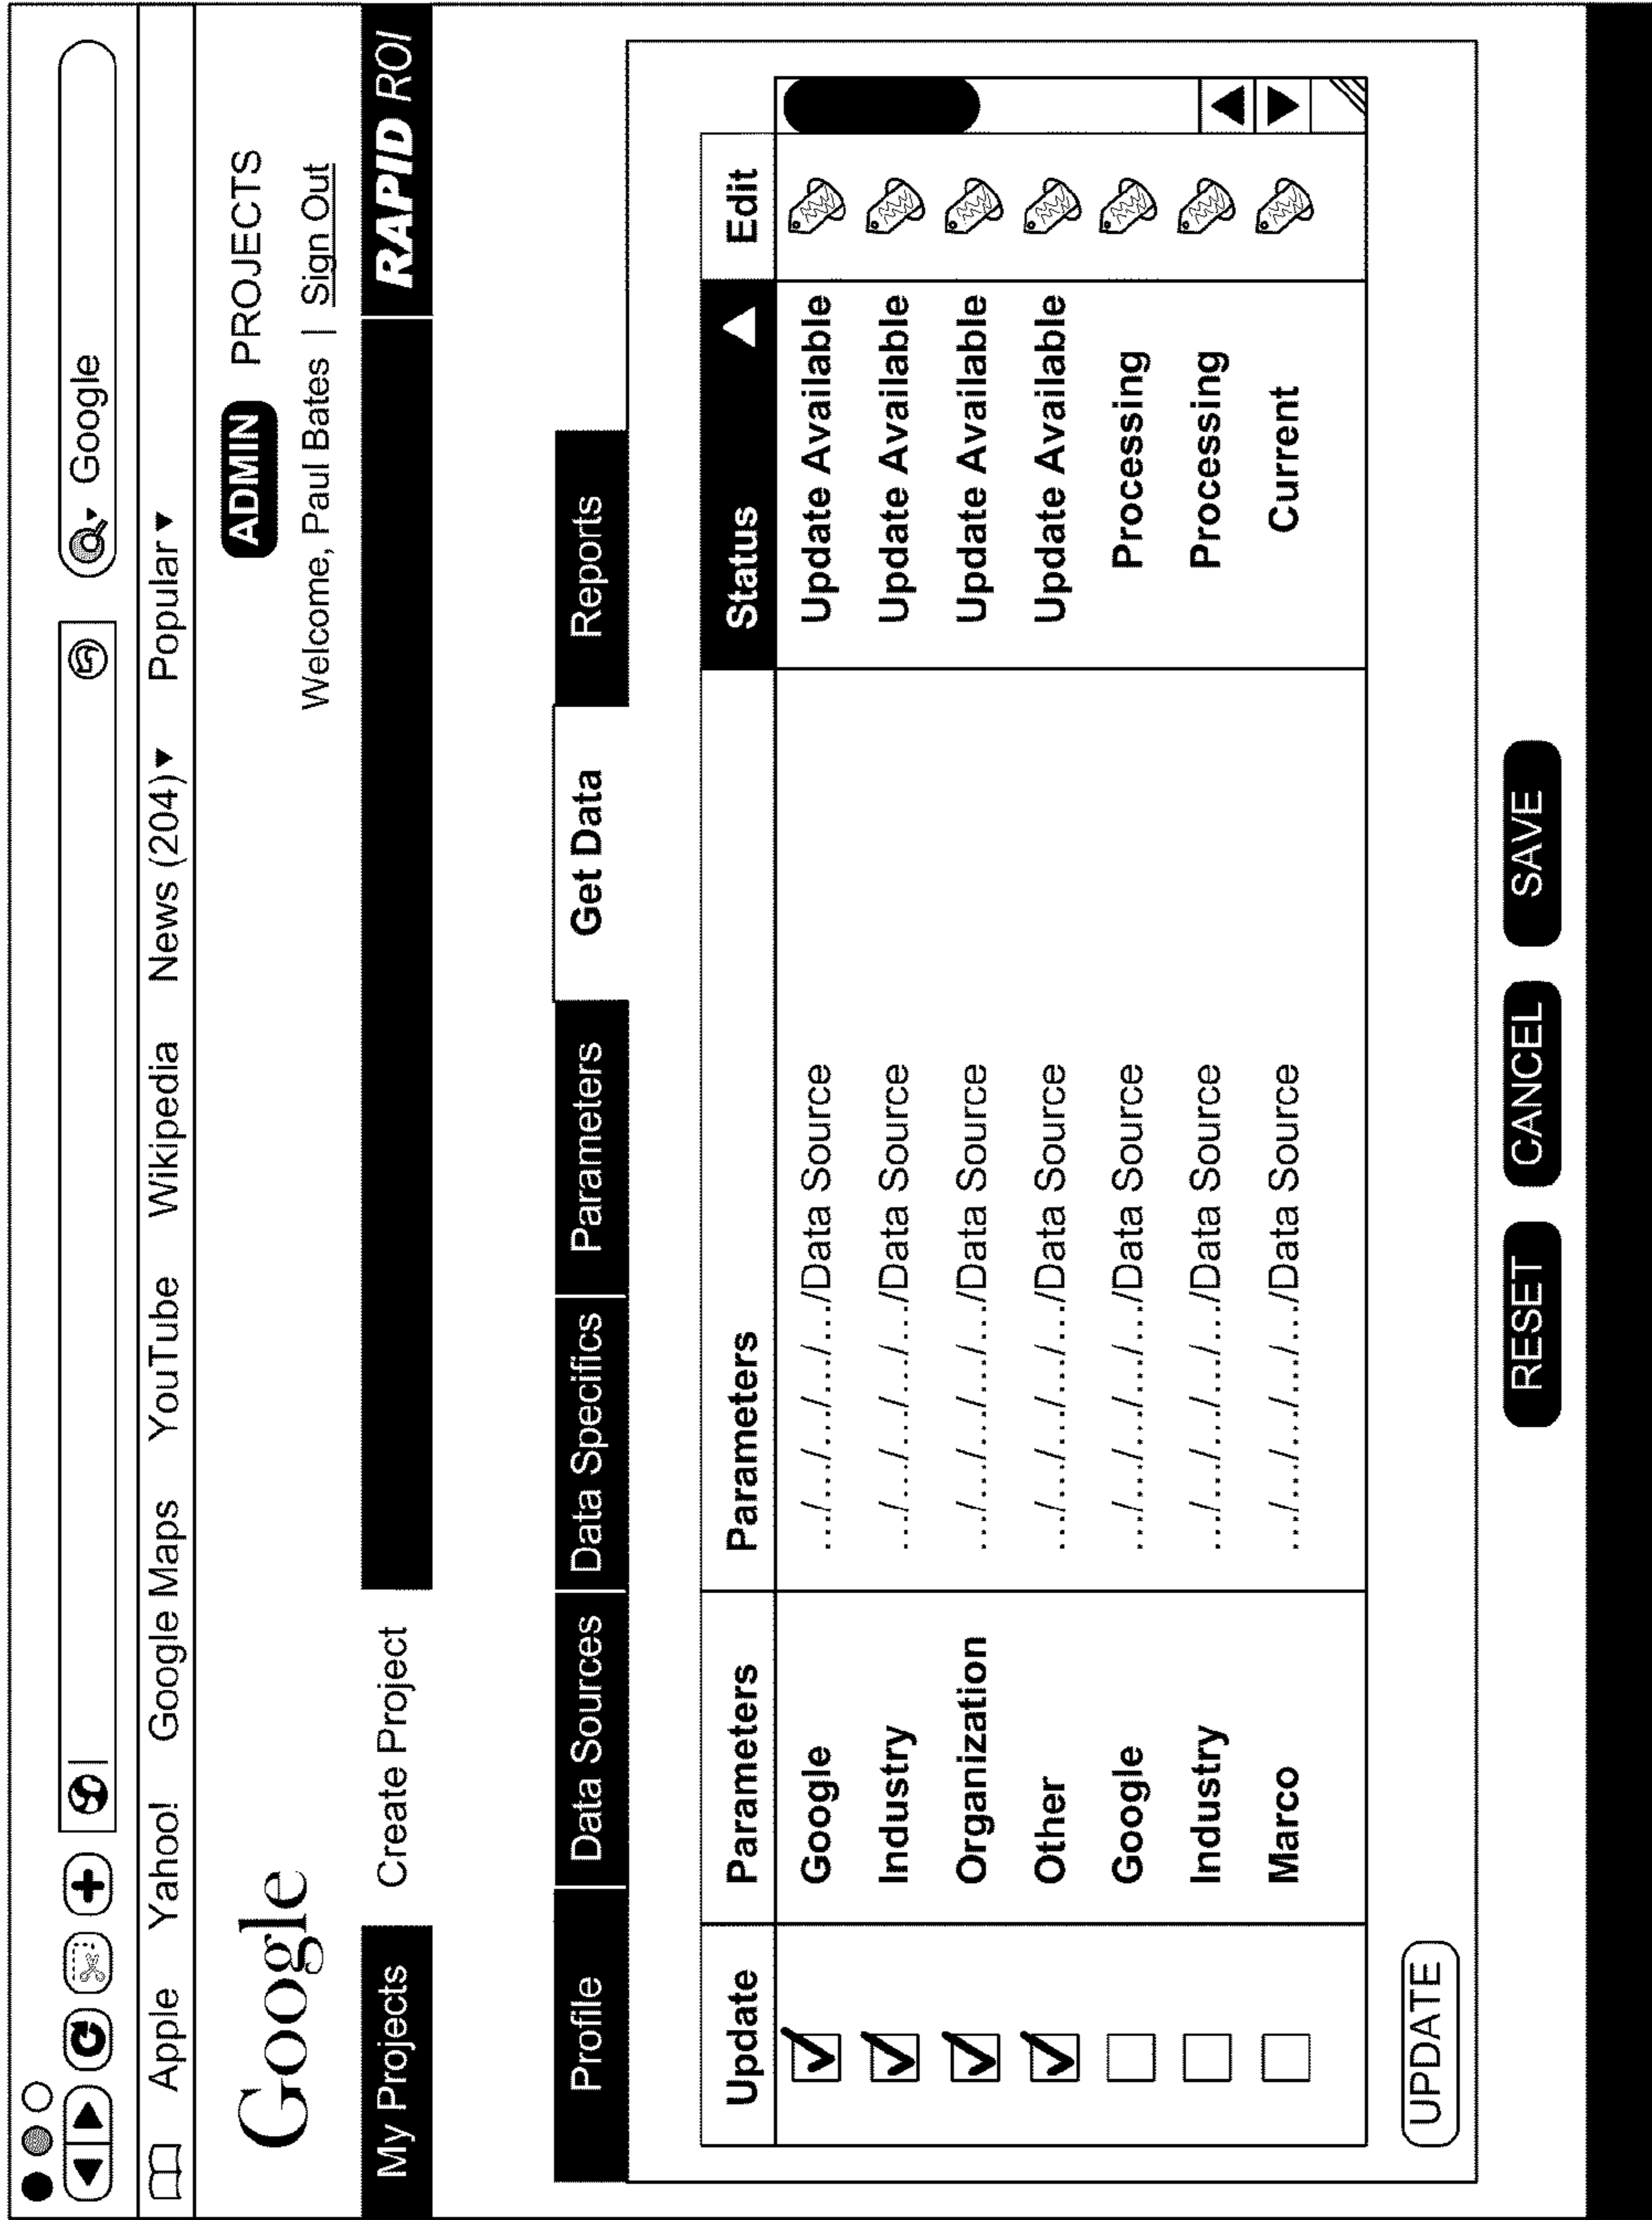 Google
Apple Yahoo! Google Maps YouTube Wikipedia News (204) Popular
Google
ADMIN PROJECTS
Welcome, Paul Bates | Sign Out
My Projects Create Project RAPID ROI
Profile Data Sources Data Specifics Parameters Get Data Reports
Update Parameters Parameters Status Edit
Google .../.../.../.../.../Data Source Update Available
Industry .../.../.../.../.../Data Source Update Available
Organization .../.../.../.../.../Data Source Update Available
Other .../.../.../.../.../Data Source Update Available
Google .../.../.../.../.../Data Source Processing
Industry .../.../.../.../.../Data Source Processing
Marco .../.../.../.../.../Data Source Current
UPDATE
RESET CANCEL SAVE